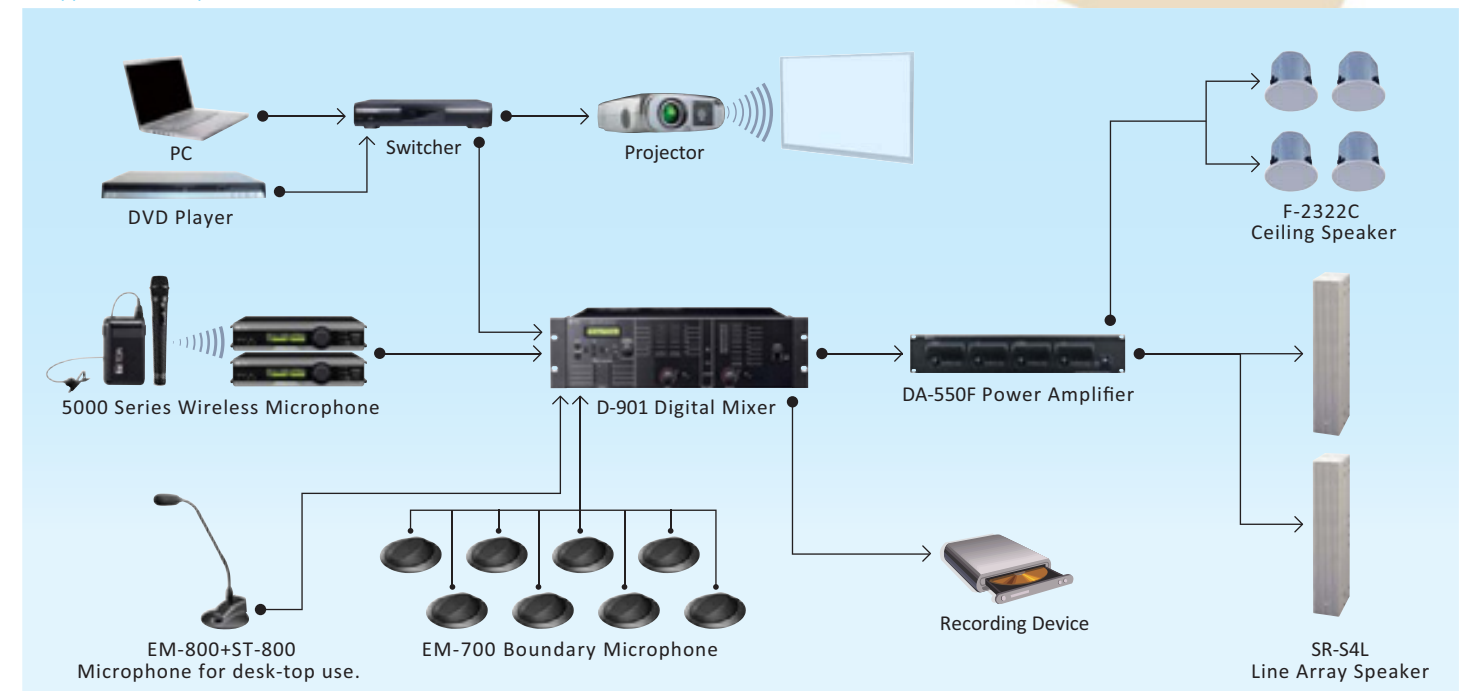 PC
Switcher
Projector
DVD Player
F-2322C
Ceiling Speaker
5000 Series Wireless Microphone
D-901 Digital Mixer
DA-550F Power Amplifier
EM-800+ST-800
Microphone for desk-top use.
EM-700 Boundary Microphone
Recording Device
SR-S4L
Line Array Speaker